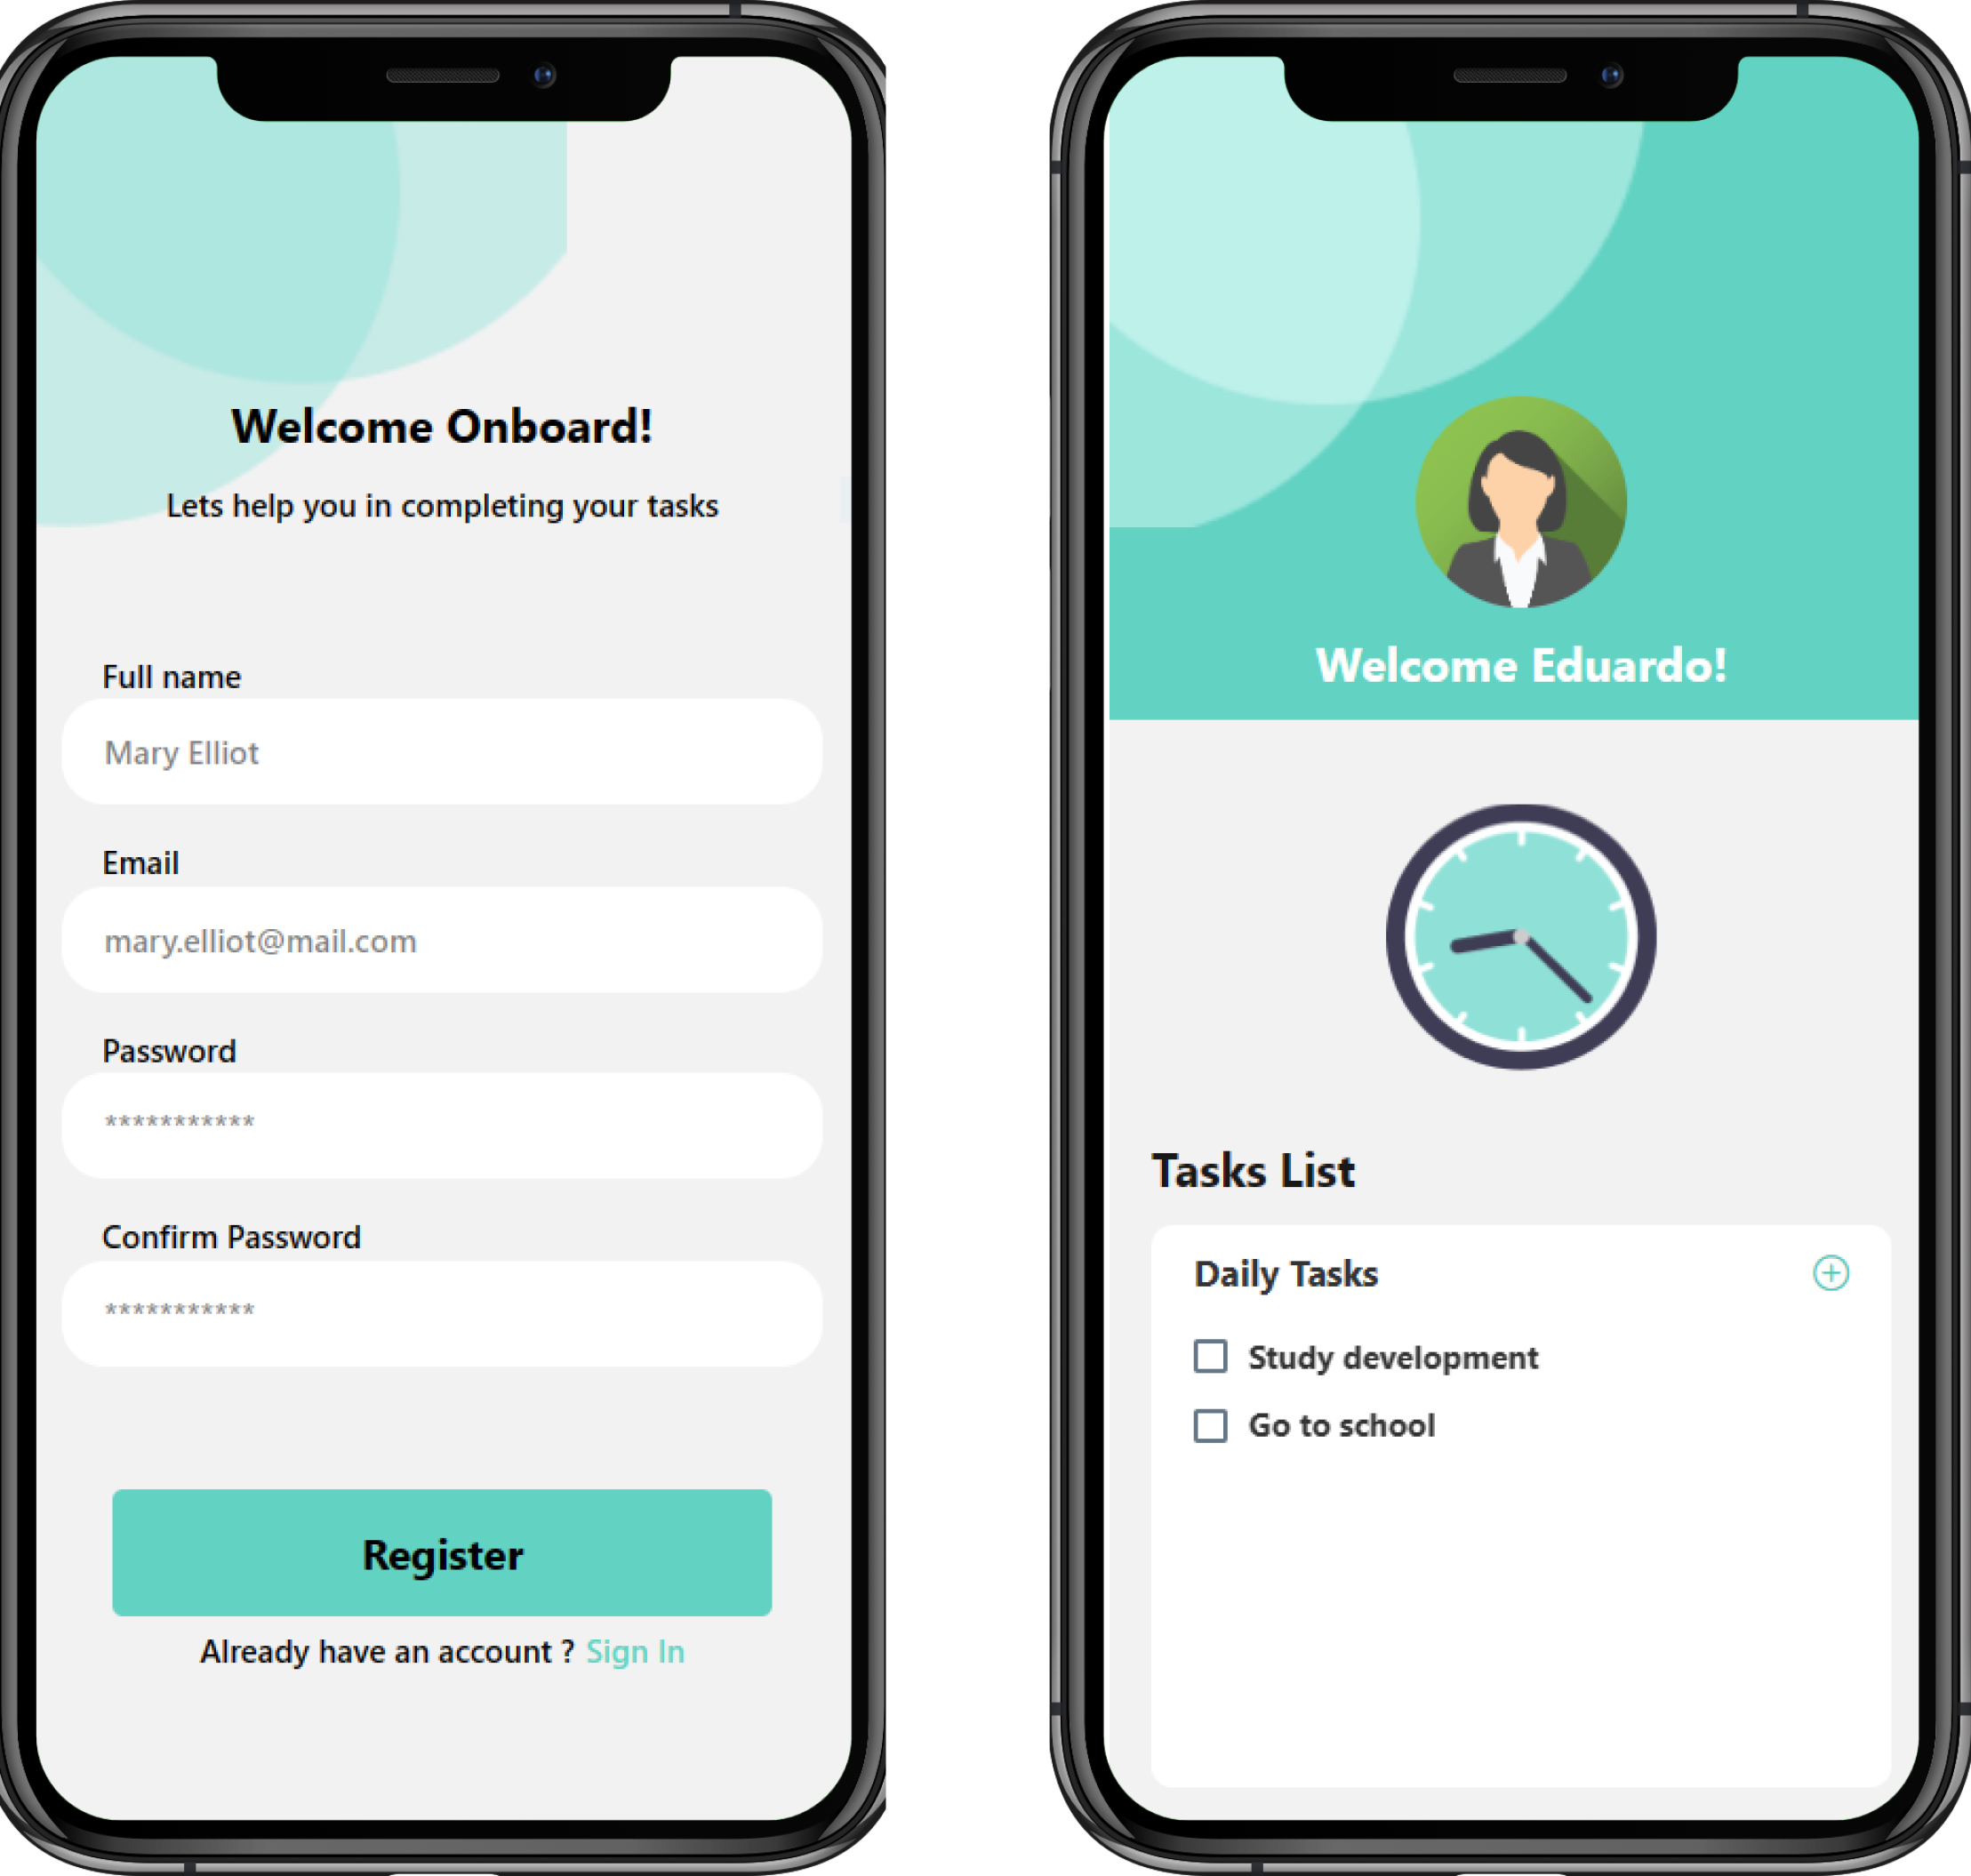 Welcome Onboard!
Lets help you in completing your tasks
Full name
Mary Elliot
Email
mary.elliot@mail.com
Password
***********
Confirm Password
***********
Register
Already have an account ? Sign In
Welcome Eduardo!
Tasks List
Daily Tasks
Study development
Go to school